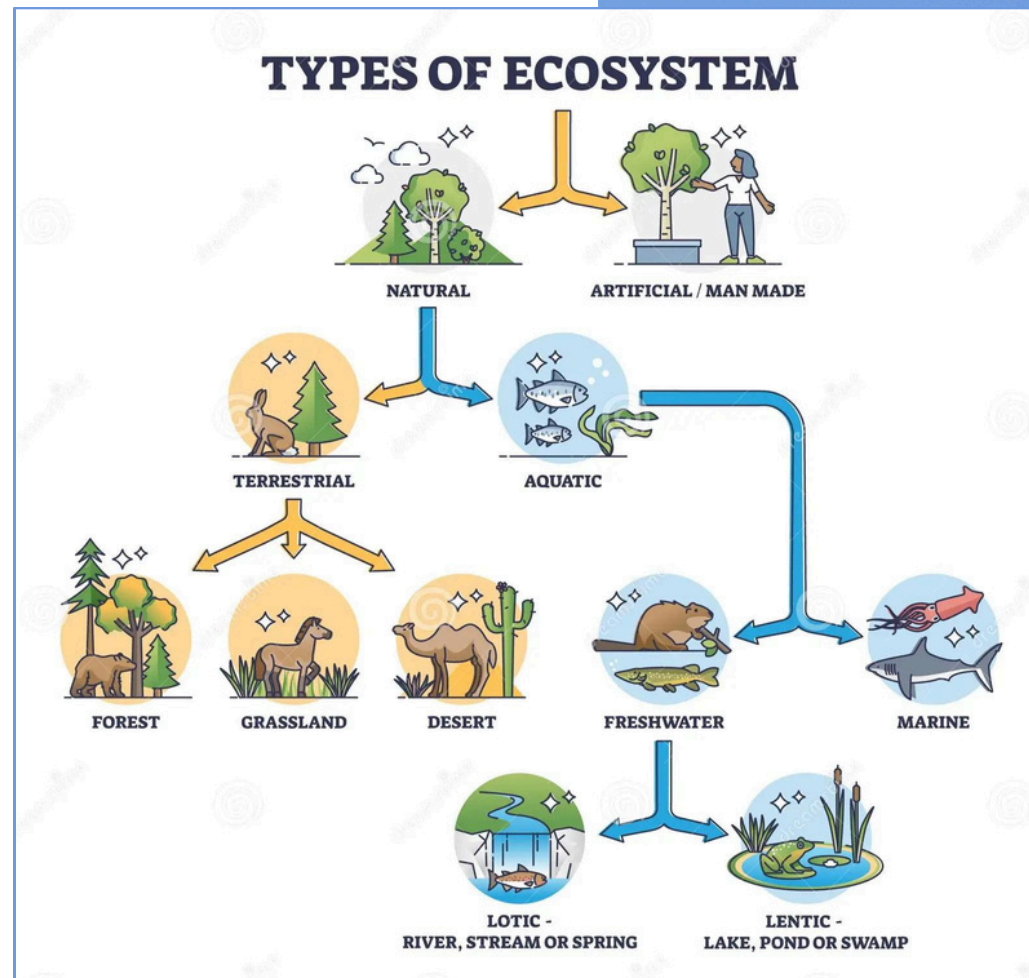 TYPES OF ECOSYSTEM
NATURAL
ARTIFICIAL / MAN MADE
TERRESTRIAL
AQUATIC
FOREST
GRASSLAND
DESERT
FRESHWATER
MARINE
LOTIC -
RIVER, STREAM OR SPRING
LENTIC -
LAKE, POND OR SWAMP